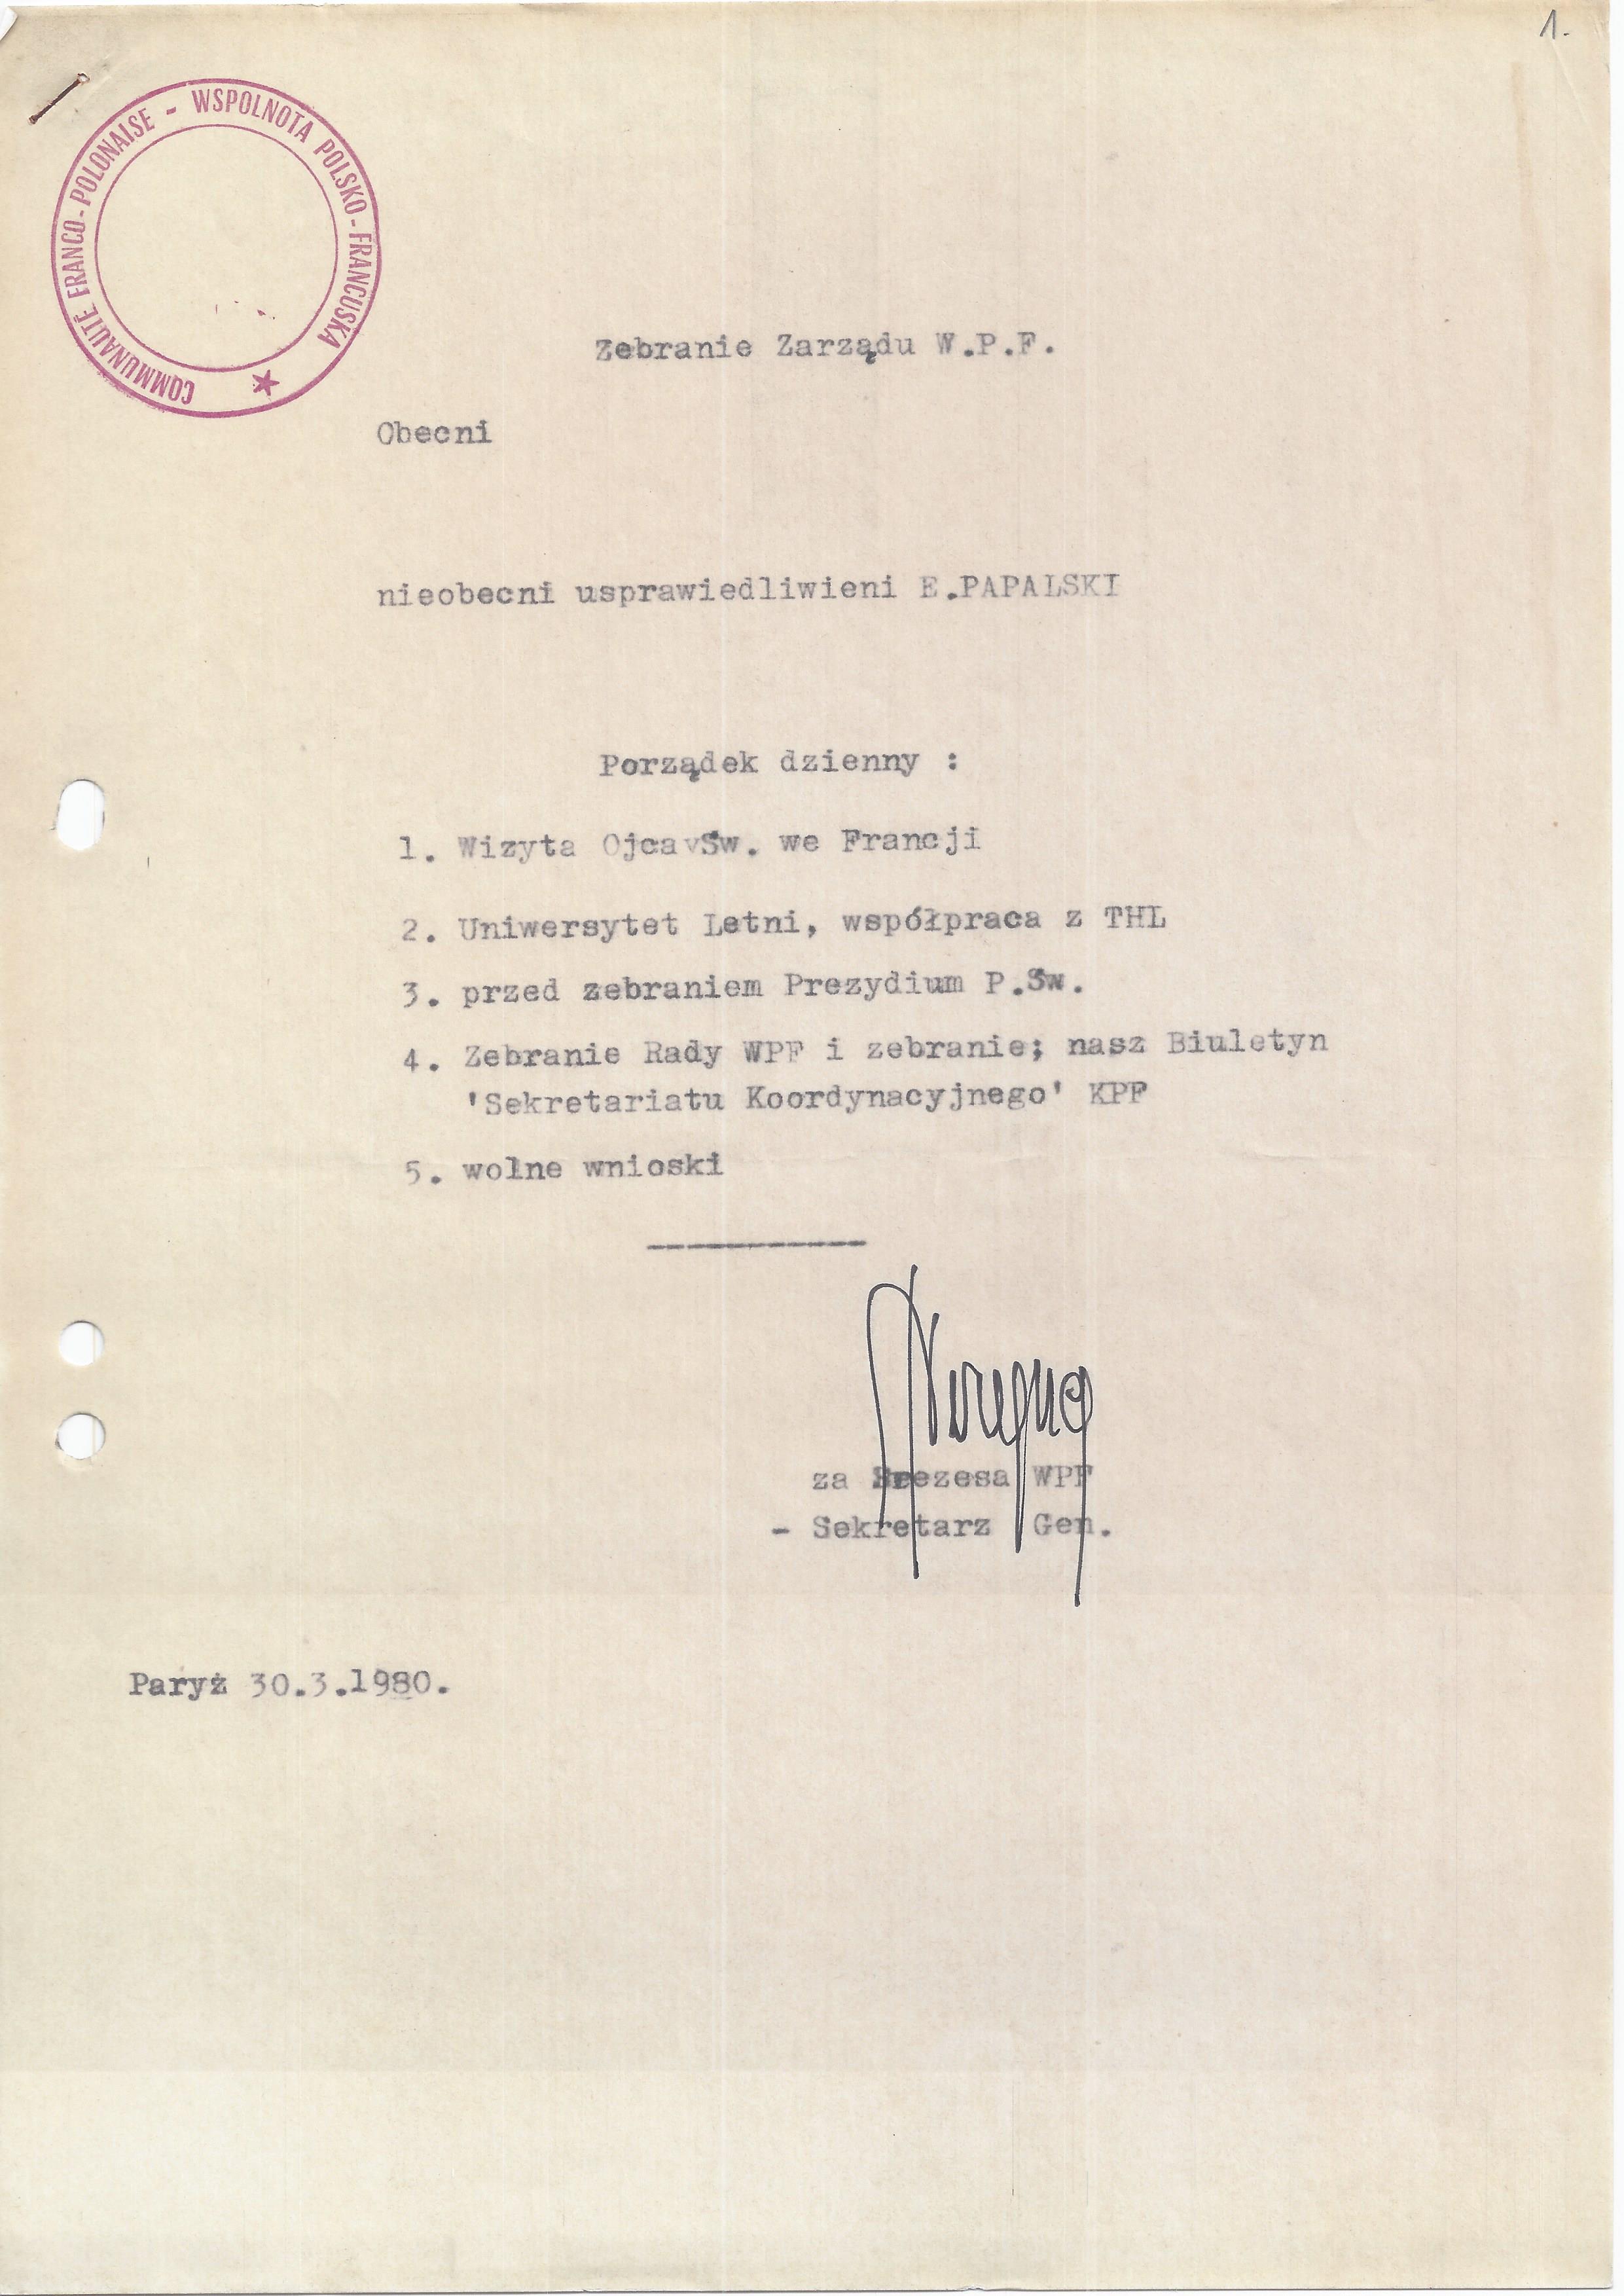 1.
COMMUNAUTÉ FRANCO-POLONAISE - WSPOLNOTA POLSKO-FRANCUSKA
Zebranie Zarządu W.P.F.
Obecni
nieobecni usprawiedliwieni E.PAPALSKI
Porządek dzienny :
1. Wizyta OjcavŚw. we Francji
2. Uniwersytet Letni, współpraca z THL
3. przed zebraniem Prezydium P.Św.
4. Zebranie Rady WPF i zebranie; nasz Biuletyn
'Sekretariatu Koordynacyjnego' KPF
5. wolne wnioski
za Prezesa WPF
- Sekretarz Gen.
Paryż 30.3.1980.